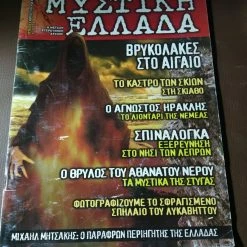 ΜΥΣΤΙΚΗ
ΕΛΛΑΔΑ
ΒΡΥΚΟΛΑΚΕΣ
ΣΤΟ ΑΙΓΑΙΟ
ΤΟ ΚΑΣΤΡΟ ΤΩΝ ΣΚΙΩΝ
ΣΤΗ ΣΚΙΑΘΟ
Ο ΑΓΝΩΣΤΟΣ ΗΡΑΚΛΗΣ
ΤΟ ΛΙΟΝΤΑΡΙ ΤΗΣ ΝΕΜΕΑΣ
ΣΠΙΝΑΛΟΓΚΑ
ΕΞΕΡΕΥΝΗΣΗ
ΣΤΟ ΝΗΣΙ ΤΩΝ ΛΕΠΡΩΝ
Ο ΘΡΥΛΟΣ ΤΟΥ ΑΘΑΝΑΤΟΥ ΝΕΡΟΥ
ΤΑ ΜΥΣΤΙΚΑ ΤΗΣ ΣΤΥΓΑΣ
ΦΩΤΟΓΡΑΦΙΖΟΥΜΕ ΤΟ ΣΦΡΑΓΙΣΜΕΝΟ
ΣΠΗΛΑΙΟ ΤΟΥ ΛΥΚΑΒΗΤΤΟΥ
ΜΙΧΑΗΛ ΜΗΤΣΑΚΗΣ: Ο ΠΑΡΑΦΡΩΝ ΠΕΡΙΗΓΗΤΗΣ ΤΗΣ ΕΛΛΑΔΑΣ